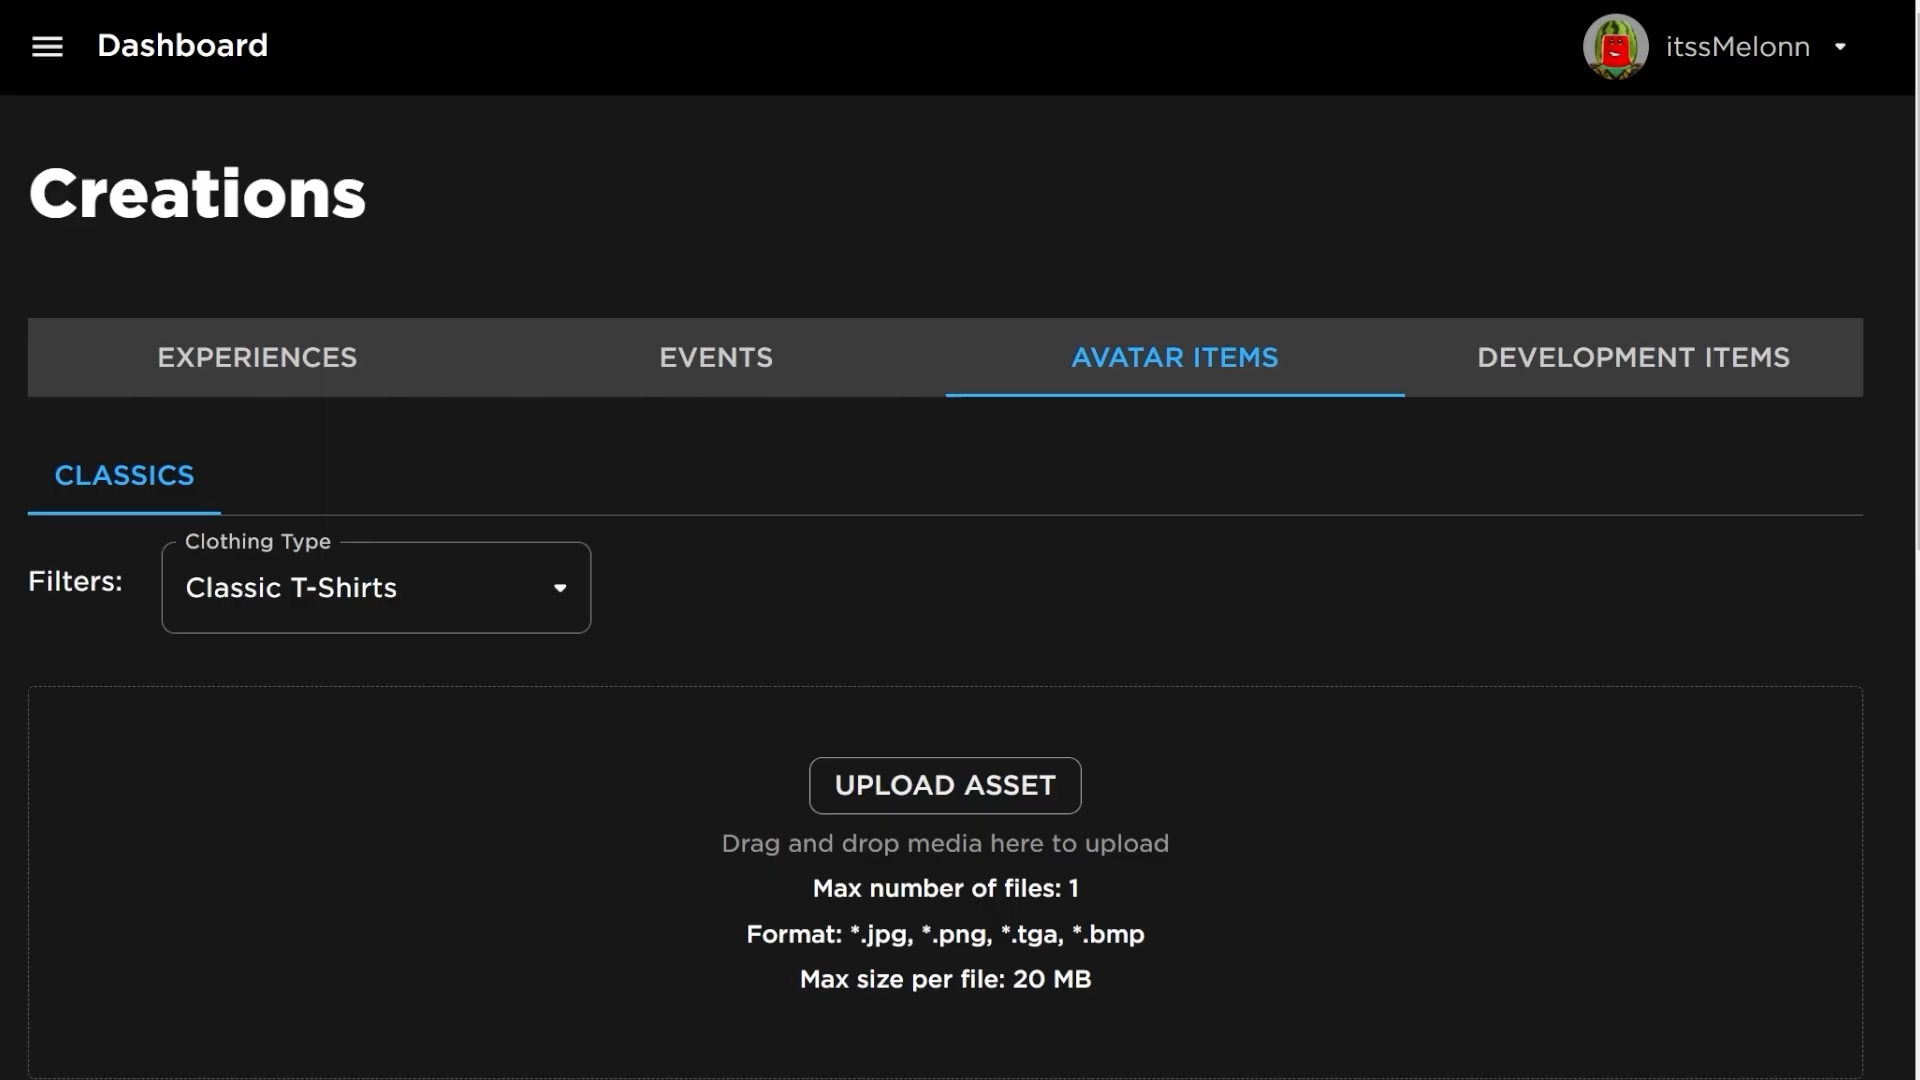 Dashboard
itssMelonn
Creations
EXPERIENCES
EVENTS
AVATAR ITEMS
DEVELOPMENT ITEMS
CLASSICS
Filters:
Clothing Type
Classic T-Shirts
UPLOAD ASSET
Drag and drop media here to upload
Max number of files: 1
Format: *.jpg, *.png, *.tga, *.bmp
Max size per file: 20 MB